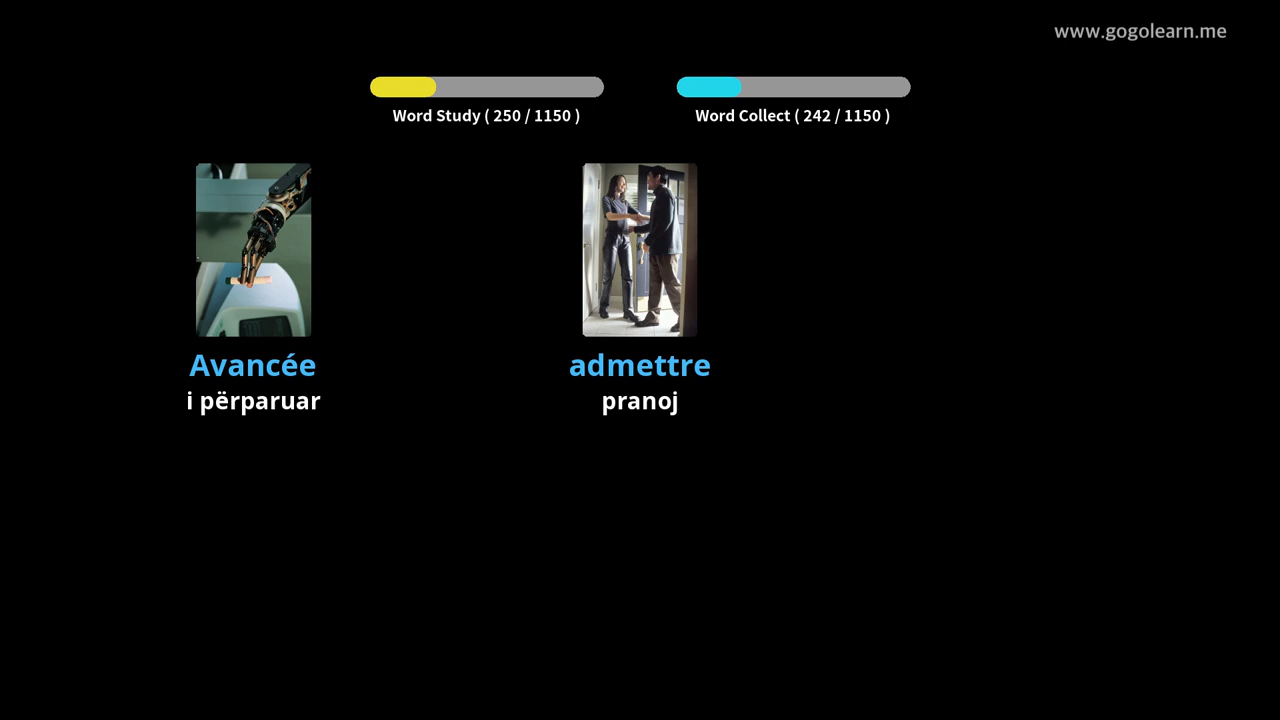 www.gogolearn.me
Word Study ( 250 / 1150 )
Word Collect ( 242 / 1150 )
Avancée
i përparuar
admettre
pranoj